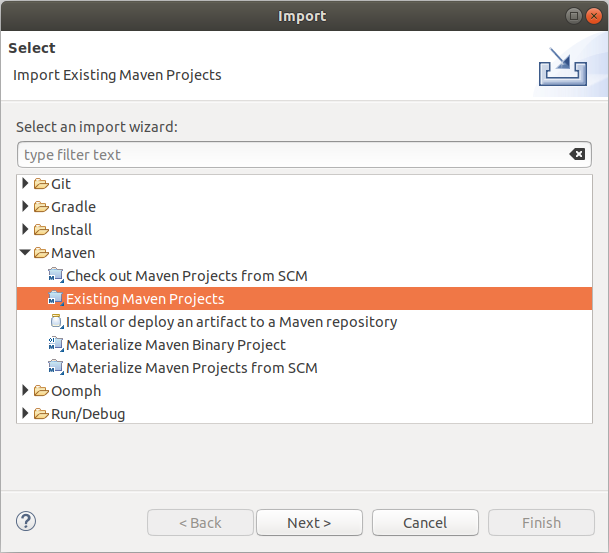 Import
Select
Import Existing Maven Projects
Select an import wizard:
type filter text
Git
Gradle
Install
Maven
Check out Maven Projects from SCM
Existing Maven Projects
Install or deploy an artifact to a Maven repository
Materialize Maven Binary Project
Materialize Maven Projects from SCM
Oomph
Run/Debug
? < Back Next > Cancel Finish